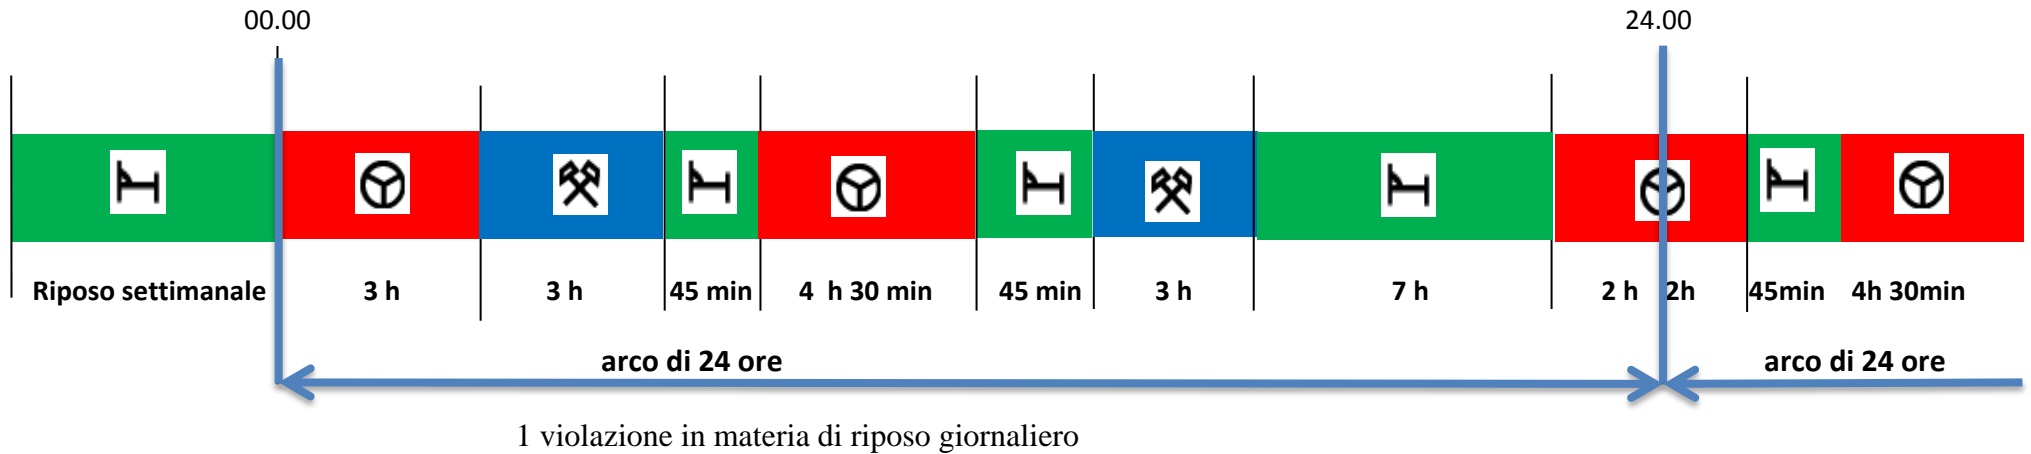 00.00 24.00
Riposo settimanale 3 h 3 h 45 min 4 h 30 min 45 min 3 h 7 h 2 h 2h 45min 4h 30min
arco di 24 ore arco di 24 ore
1 violazione in materia di riposo giornaliero